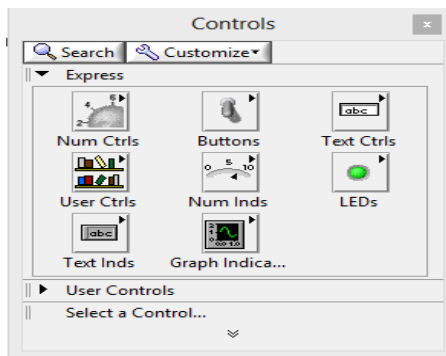 Controls
Search Customize
Express
Num Ctrls Buttons Text Ctrls
User Ctrls Num Inds LEDs
Text Inds Graph Indica...
User Controls
Select a Control...